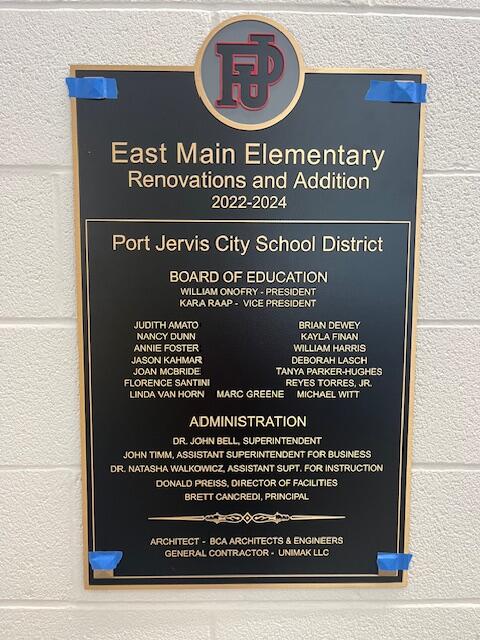 PJ
East Main Elementary
Renovations and Addition
2022-2024
Port Jervis City School District
BOARD OF EDUCATION
WILLIAM ONOFRY - PRESIDENT
KARA RAAP - VICE PRESIDENT
JUDITH AMATO BRIAN DEWEY
NANCY DUNN KAYLA FINAN
ANNIE FOSTER WILLIAM HARRIS
JASON KAHMAR DEBORAH LASCH
JOAN MCBRIDE TANYA PARKER-HUGHES
FLORENCE SANTINI REYES TORRES, JR.
LINDA VAN HORN MARC GREENE MICHAEL WITT
ADMINISTRATION
DR. JOHN BELL, SUPERINTENDENT
JOHN TIMM, ASSISTANT SUPERINTENDENT FOR BUSINESS
DR. NATASHA WALKOWICZ, ASSISTANT SUPT. FOR INSTRUCTION
DONALD PREISS, DIRECTOR OF FACILITIES
BRETT CANCREDI, PRINCIPAL
ARCHITECT - BCA ARCHITECTS & ENGINEERS
GENERAL CONTRACTOR - UNIMAK LLC